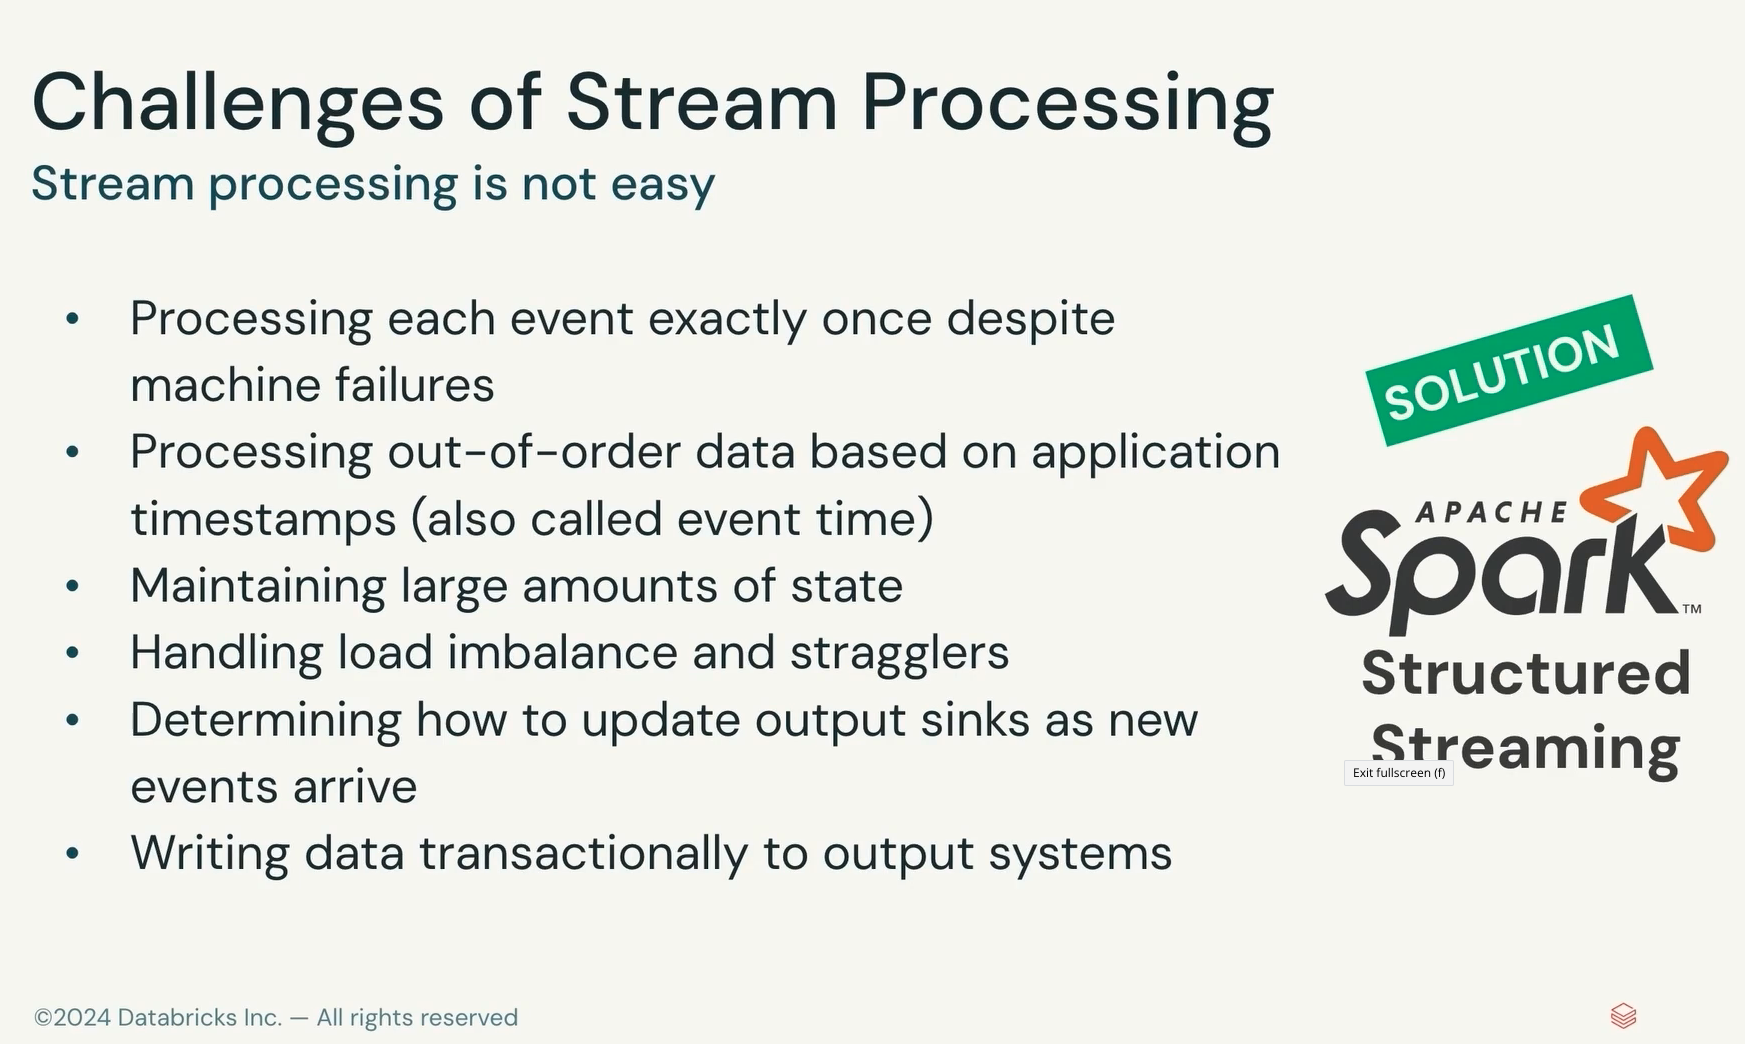 Challenges of Stream Processing
Stream processing is not easy
• Processing each event exactly once despite
machine failures
• Processing out-of-order data based on application
timestamps (also called event time)
• Maintaining large amounts of state
• Handling load imbalance and stragglers
• Determining how to update output sinks as new
events arrive
• Writing data transactionally to output systems
SOLUTION
APACHE
Spark™
Structured
Streaming
Exit fullscreen (f)
©2024 Databricks Inc. — All rights reserved